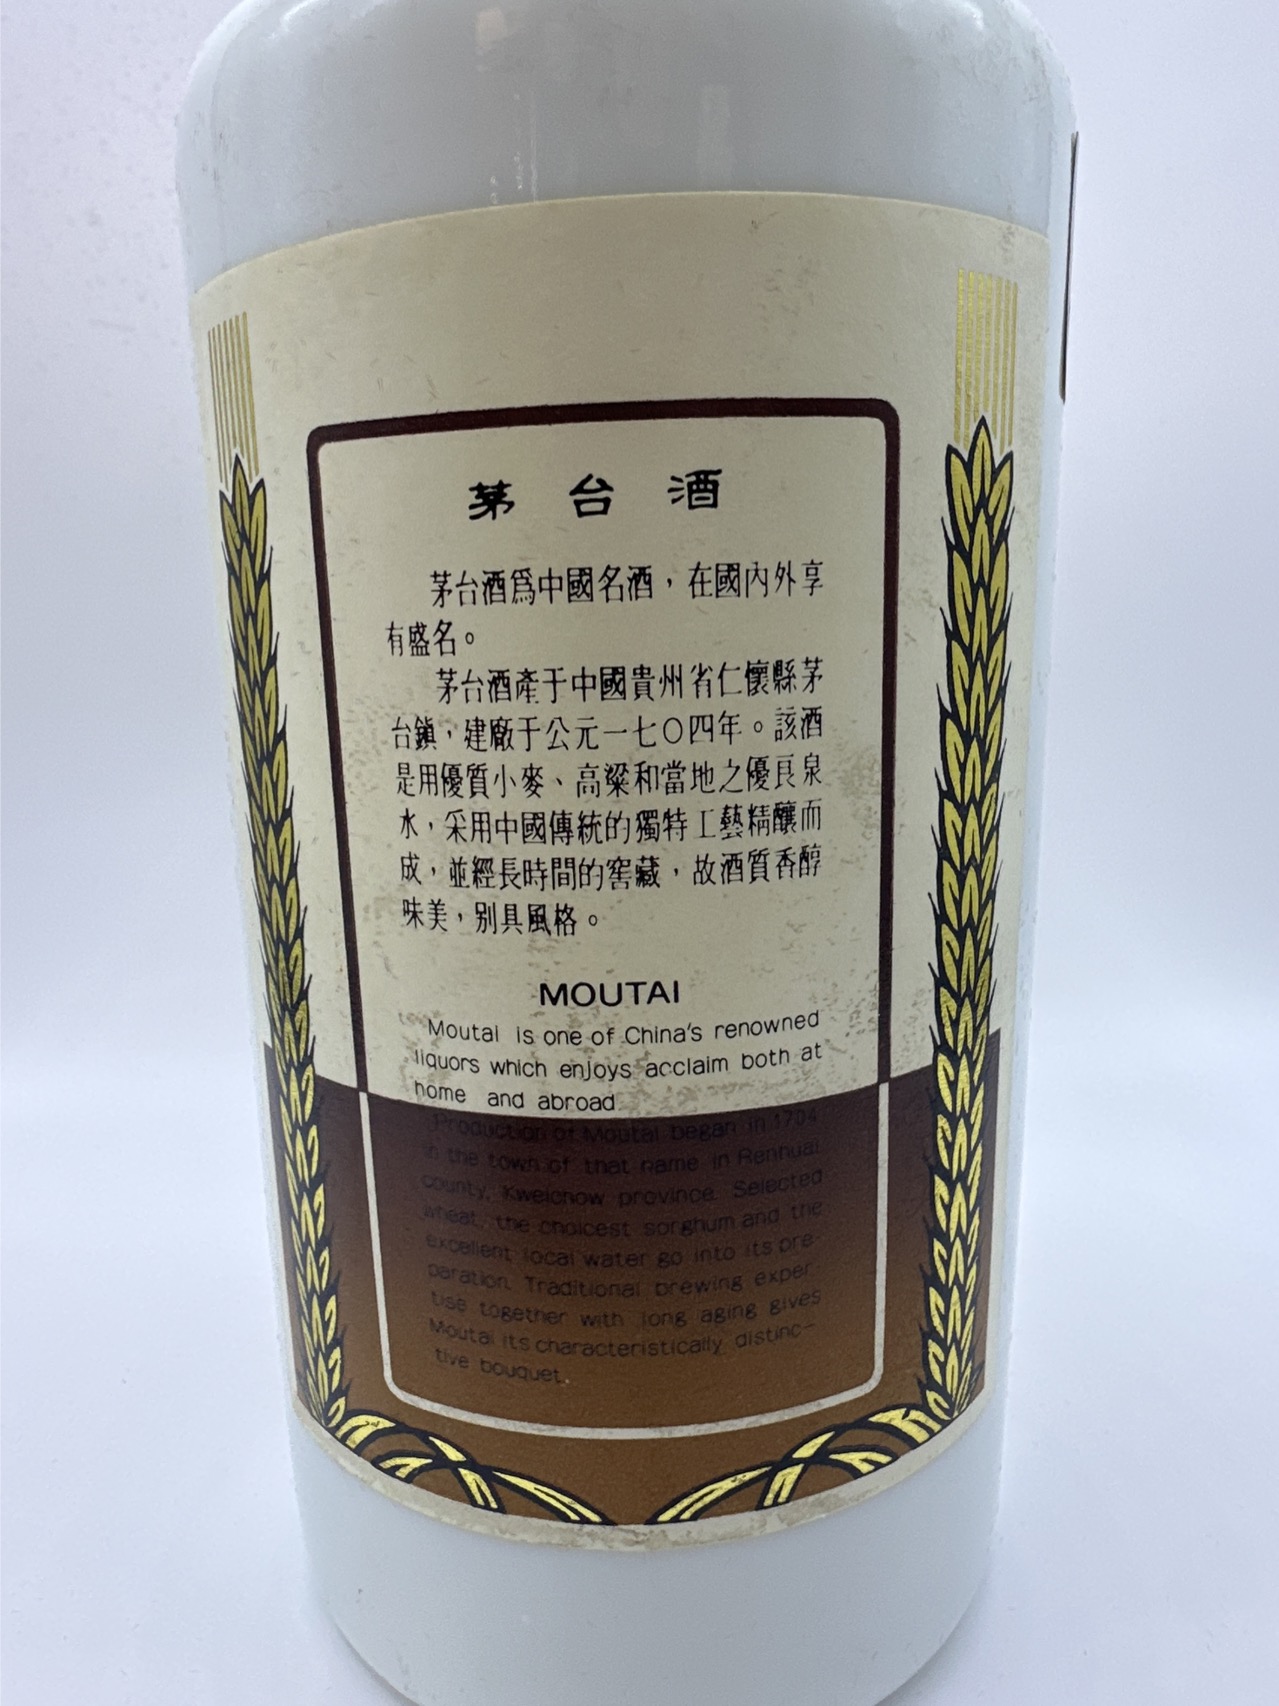 茅台酒
茅台酒爲中國名酒，在國內外享
有盛名。
茅台酒產于中國貴州省仁懷縣茅
台鎮，建廠于公元一七〇四年。該酒
是用優質小麥、高粱和當地之優良泉
水，采用中國傳統的獨特工藝精釀而
成，並經長時間的窖藏，故酒質香醇
味美，别具風格。
MOUTAI
Moutai is one of China's renowned
liquors which enjoys acclaim both at
home and abroad
Production of Moutai began in 1704
in the town of that name in Renhuai
county, Kweichow province. Selected
wheat, the choicest sorghum and the
excellent local water go into its pre-
paration. Traditional brewing exper-
tise together with long aging gives
Moutai its characteristically distinc-
tive bouquet.